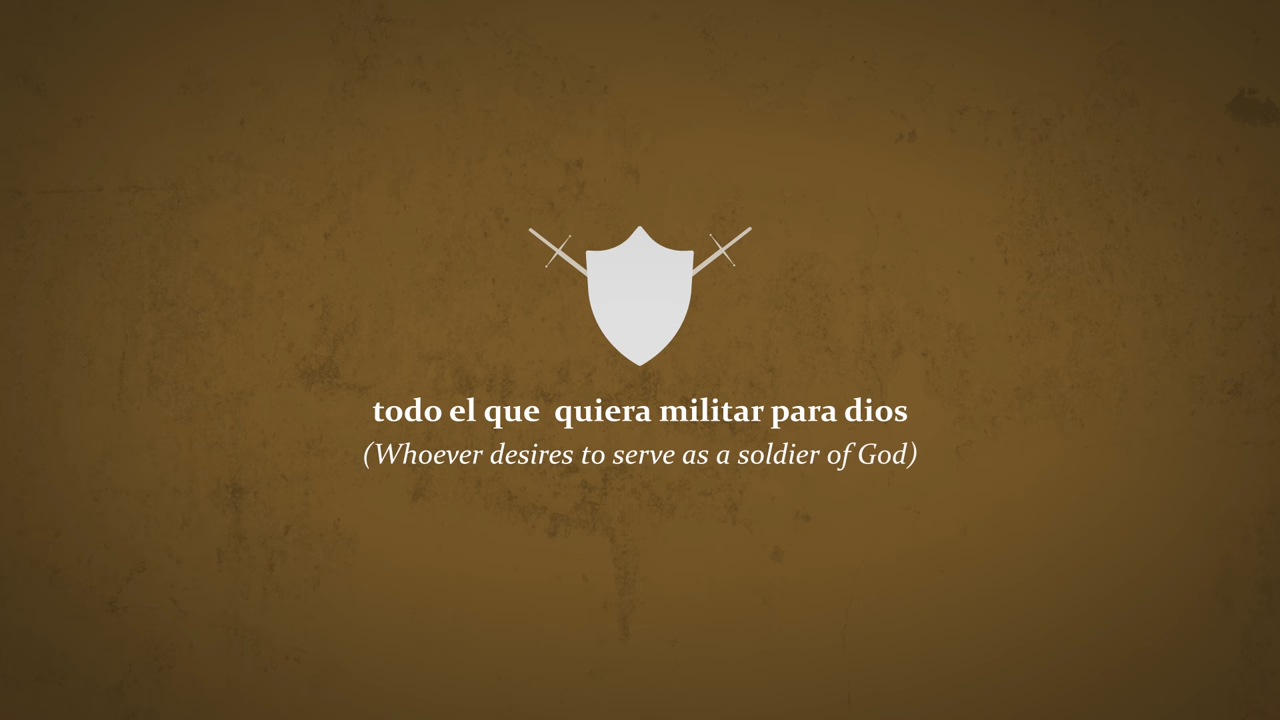 todo el que  quiera militar para dios
(Whoever desires to serve as a soldier of God)